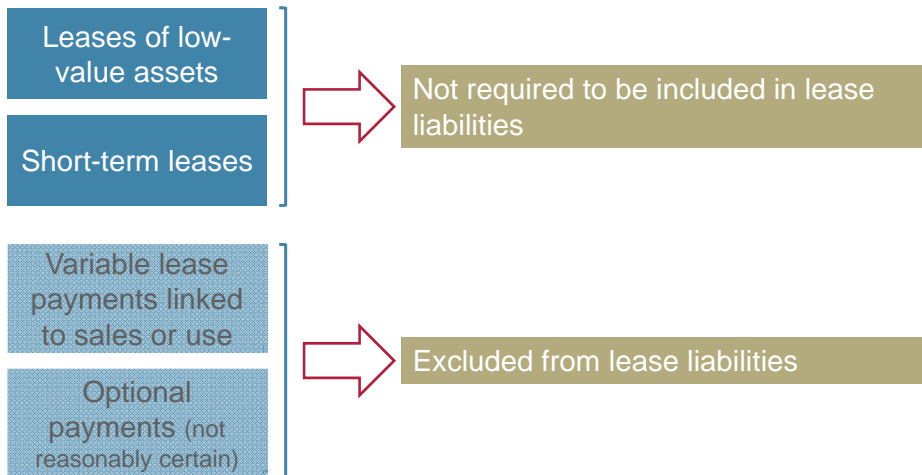 Leases of low-
value assets
Short-term leases
Not required to be included in lease
liabilities
Variable lease
payments linked
to sales or use
Optional
payments (not
reasonably certain)
Excluded from lease liabilities